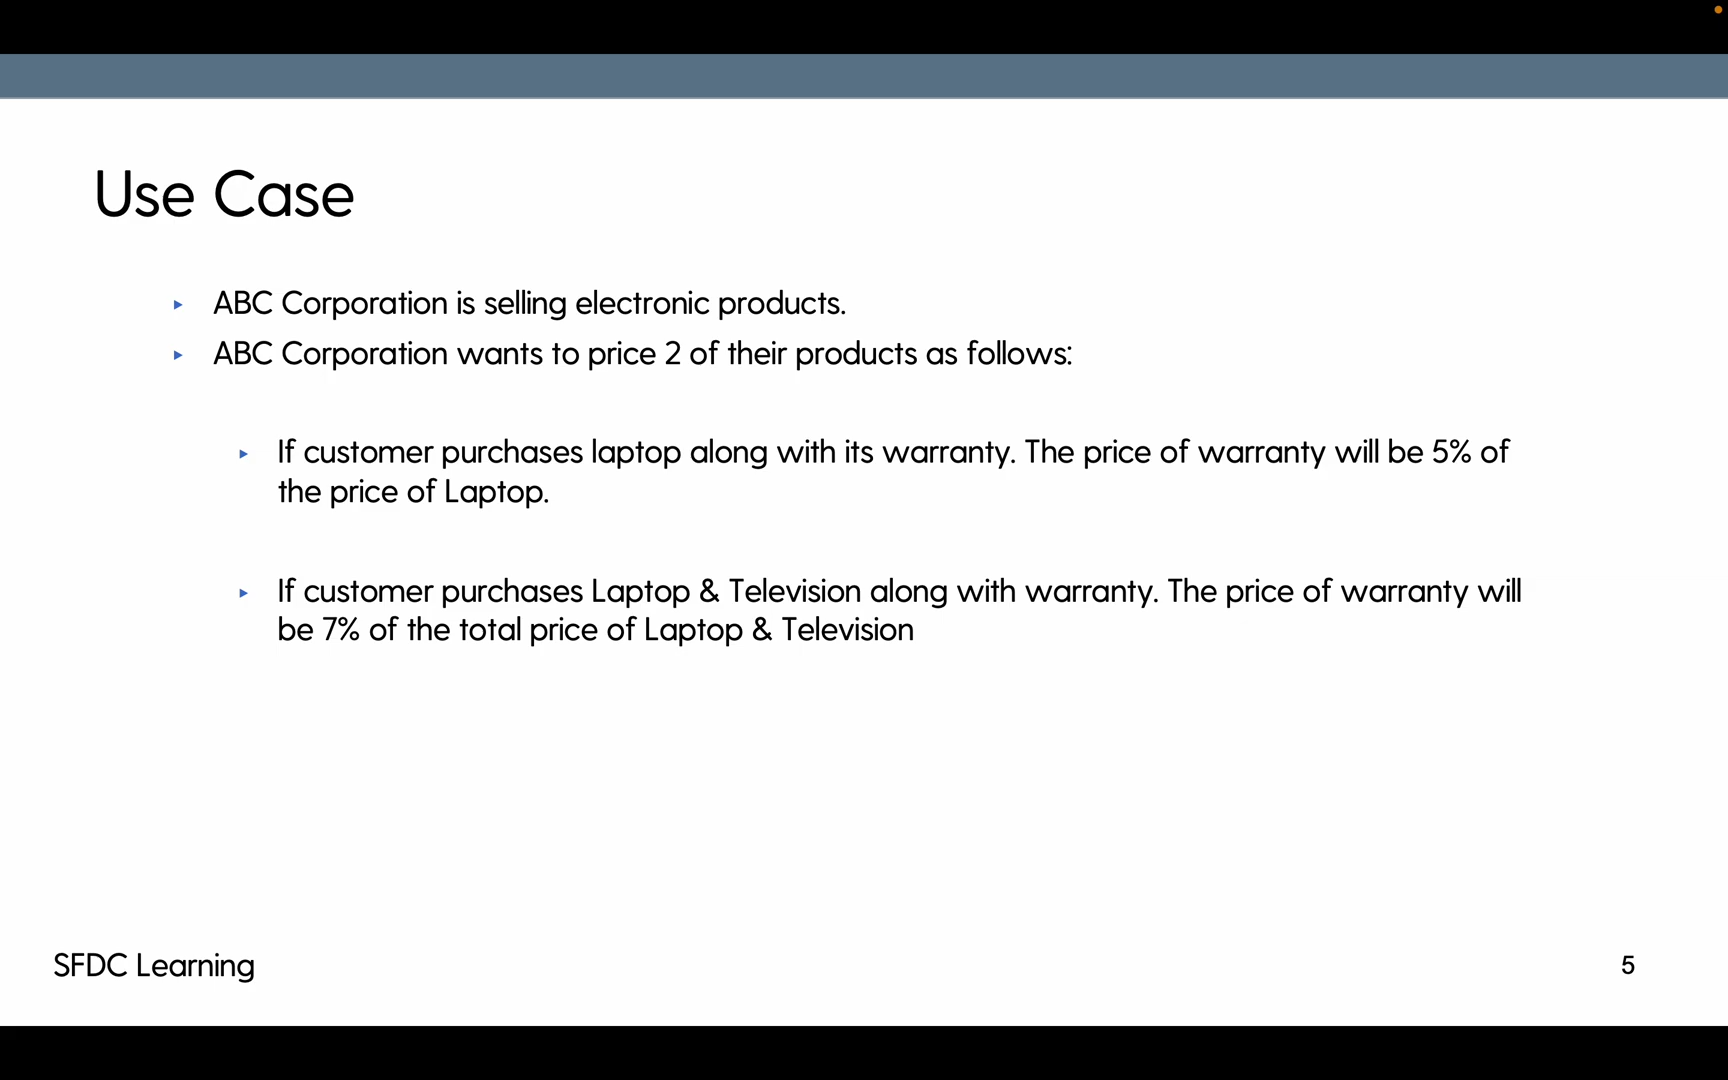 Use Case
ABC Corporation is selling electronic products.
ABC Corporation wants to price 2 of their products as follows:
If customer purchases laptop along with its warranty. The price of warranty will be 5% of
the price of Laptop.
If customer purchases Laptop & Television along with warranty. The price of warranty will
be 7% of the total price of Laptop & Television
SFDC Learning
5